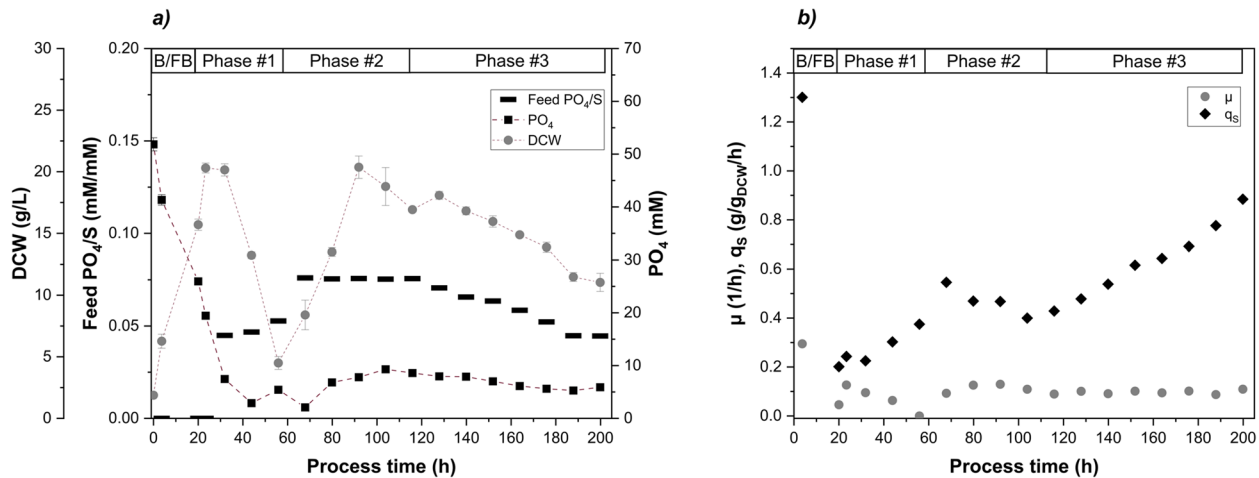 a)
B/FB Phase #1 Phase #2 Phase #3
Feed PO₄/S
PO₄
DCW
DCW (g/L)
30
25
20
15
10
5
0
Feed PO₄/S (mM/mM)
0.20
0.15
0.10
0.05
0.00
PO₄ (mM)
70
60
50
40
30
20
10
0
0 20 40 60 80 100 120 140 160 180 200
Process time (h)
b)
B/FB Phase #1 Phase #2 Phase #3
μ
qS
μ (1/h), qS (g/gDCW/h)
1.4
1.3
1.2
1.0
0.8
0.6
0.4
0.2
0.0
0 20 40 60 80 100 120 140 160 180 200
Process time (h)